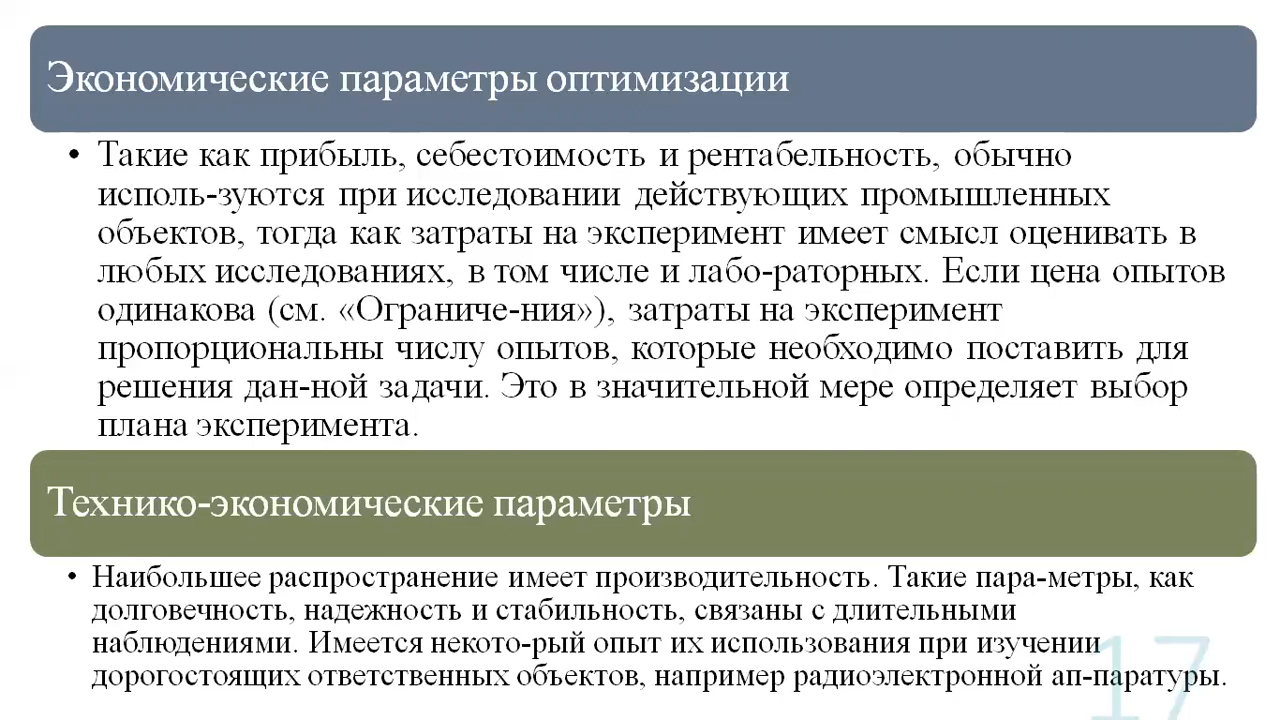 Экономические параметры оптимизации
• Такие как прибыль, себестоимость и рентабельность, обычно
исполь-зуются при исследовании действующих промышленных
объектов, тогда как затраты на эксперимент имеет смысл оценивать в
любых исследованиях, в том числе и лабо-раторных. Если цена опытов
одинакова (см. «Ограниче-ния»), затраты на эксперимент
пропорциональны числу опытов, которые необходимо поставить для
решения дан-ной задачи. Это в значительной мере определяет выбор
плана эксперимента.
Технико-экономические параметры
• Наибольшее распространение имеет производительность. Такие пара-метры, как
долговечность, надежность и стабильность, связаны с длительными
наблюдениями. Имеется некото-рый опыт их использования при изучении
дорогостоящих ответственных объектов, например радиоэлектронной ап-паратуры.
17